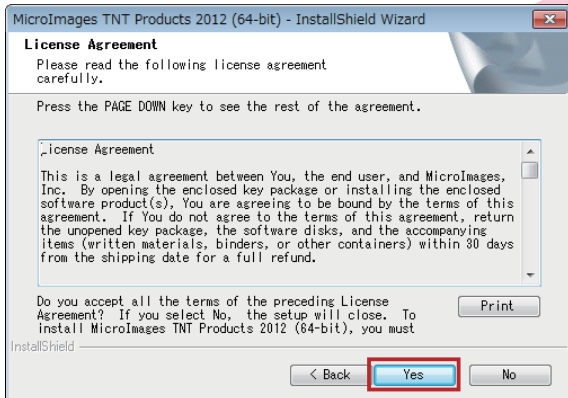 MicroImages TNT Products 2012 (64-bit) - InstallShield Wizard
License Agreement
Please read the following license agreement
carefully.
Press the PAGE DOWN key to see the rest of the agreement.
License Agreement
This is a legal agreement between You, the end user, and MicroImages,
Inc.  By opening the enclosed key package or installing the enclosed
software product(s), You are agreeing to be bound by the terms of this
agreement.  If You do not agree to the terms of this agreement, return
the unopened key package, the software disks, and the accompanying
items (written materials, binders, or other containers) within 30 days
from the shipping date for a full refund.
Do you accept all the terms of the preceding License
Agreement?  If you select No,  the setup will close.  To
install MicroImages TNT Products 2012 (64-bit), you must
Print
InstallShield
< Back
Yes
No